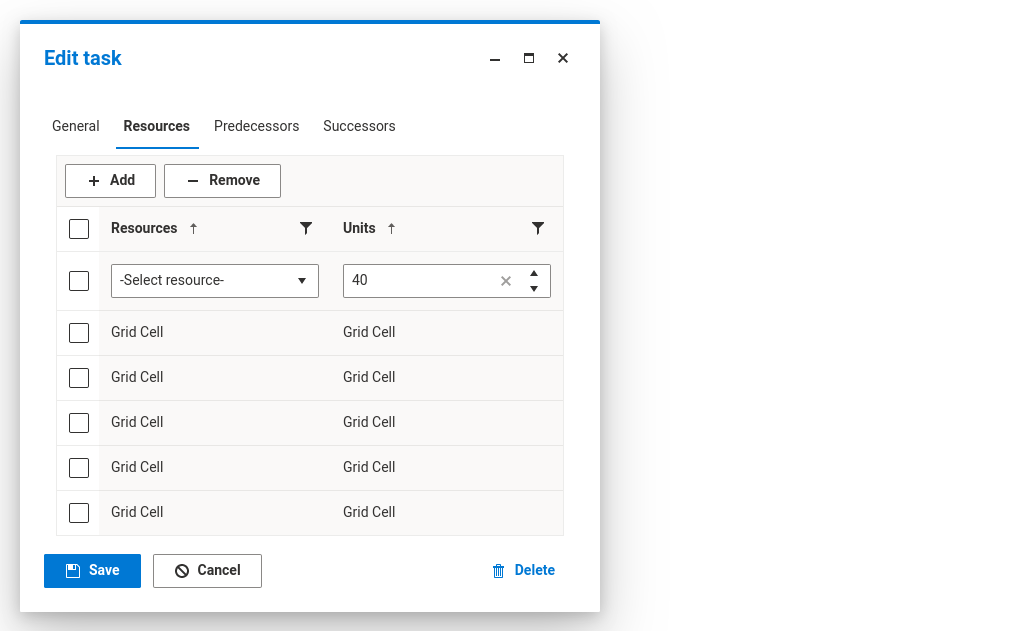 Edit task
General Resources Predecessors Successors
Add Remove
Resources Units
-Select resource- 40
Grid Cell Grid Cell
Grid Cell Grid Cell
Grid Cell Grid Cell
Grid Cell Grid Cell
Grid Cell Grid Cell
Save Cancel Delete